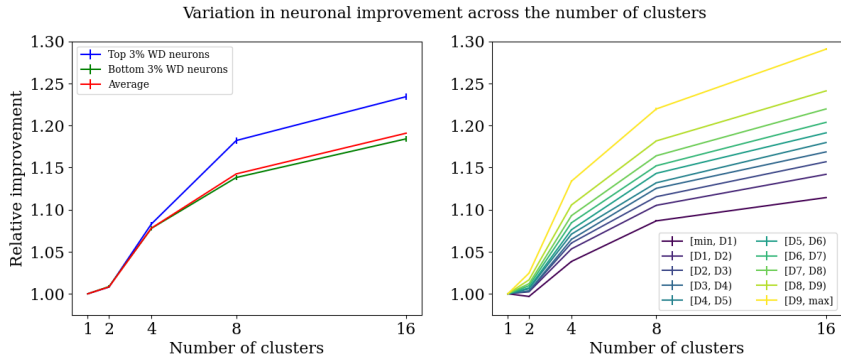 Variation in neuronal improvement across the number of clusters
Relative improvement
1.30
1.25
1.20
1.15
1.10
1.05
1.00
Top 3% WD neurons
Bottom 3% WD neurons
Average
1 2 4 8 16
Number of clusters
1.30
1.25
1.20
1.15
1.10
1.05
1.00
[min, D1)
[D1, D2)
[D2, D3)
[D3, D4)
[D4, D5)
[D5, D6)
[D6, D7)
[D7, D8)
[D8, D9)
[D9, max]
1 2 4 8 16
Number of clusters